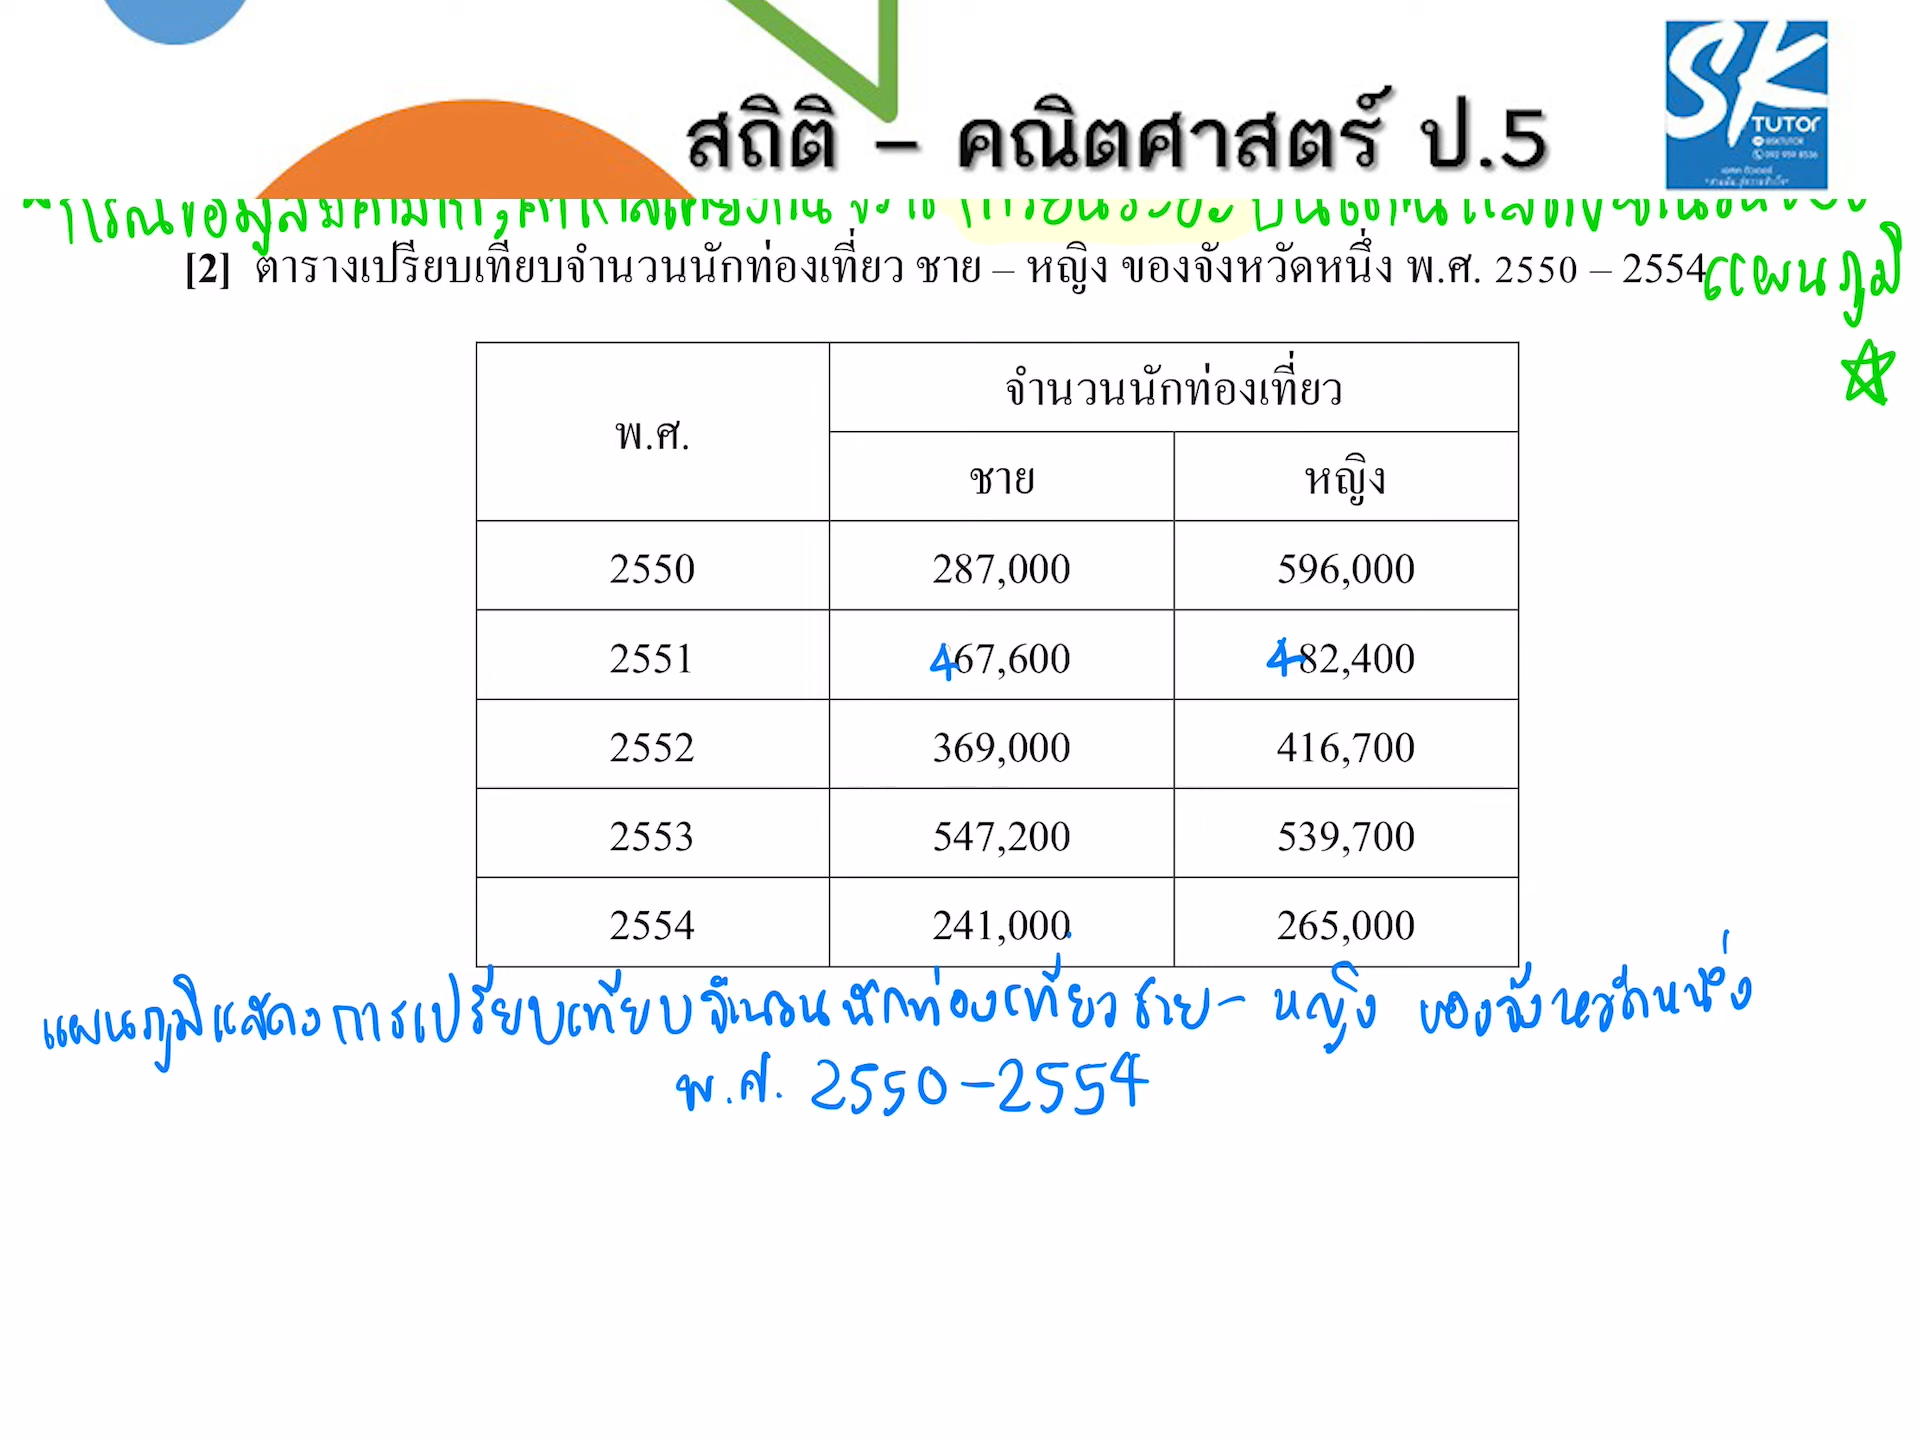 สถิติ – คณิตศาสตร์ ป.5
SK
TUTOR
[2] ตารางเปรียบเทียบจำนวนนักท่องเที่ยว ชาย – หญิง ของจังหวัดหนึ่ง พ.ศ. 2550 – 2554
แผนภูมิ
พ.ศ. จำนวนนักท่องเที่ยว
ชาย หญิง
2550 287,000 596,000
2551 467,600 482,400
2552 369,000 416,700
2553 547,200 539,700
2554 241,000 265,000
แผนภูมิแสดงการเปรียบเทียบจำนวนนักท่องเที่ยวชาย - หญิง ของจังหวัดหนึ่ง
พ.ศ. 2550 - 2554